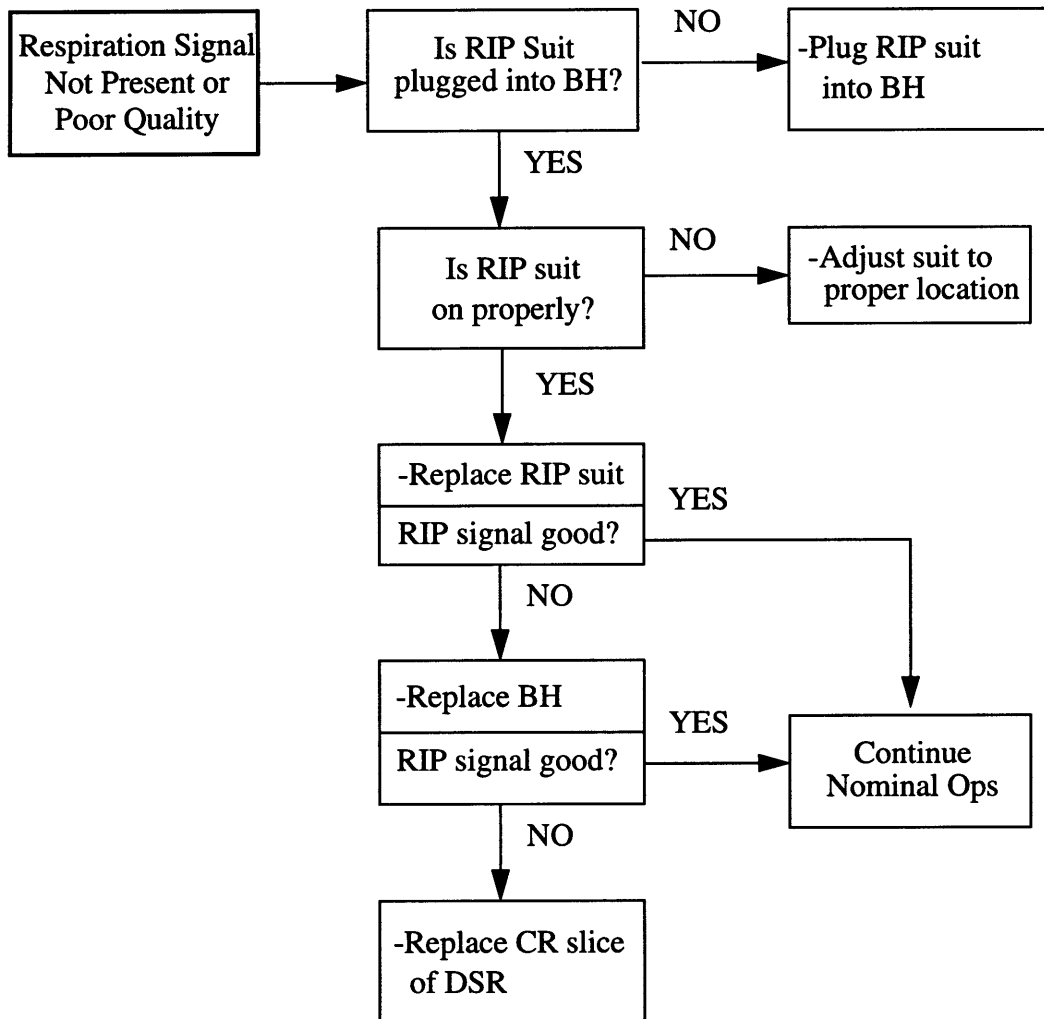 Respiration Signal
Not Present or
Poor Quality
Is RIP Suit
plugged into BH?
NO
-Plug RIP suit
into BH
YES
Is RIP suit
on properly?
NO
-Adjust suit to
proper location
YES
-Replace RIP suit
RIP signal good?
YES
NO
-Replace BH
RIP signal good?
YES
Continue
Nominal Ops
NO
-Replace CR slice
of DSR